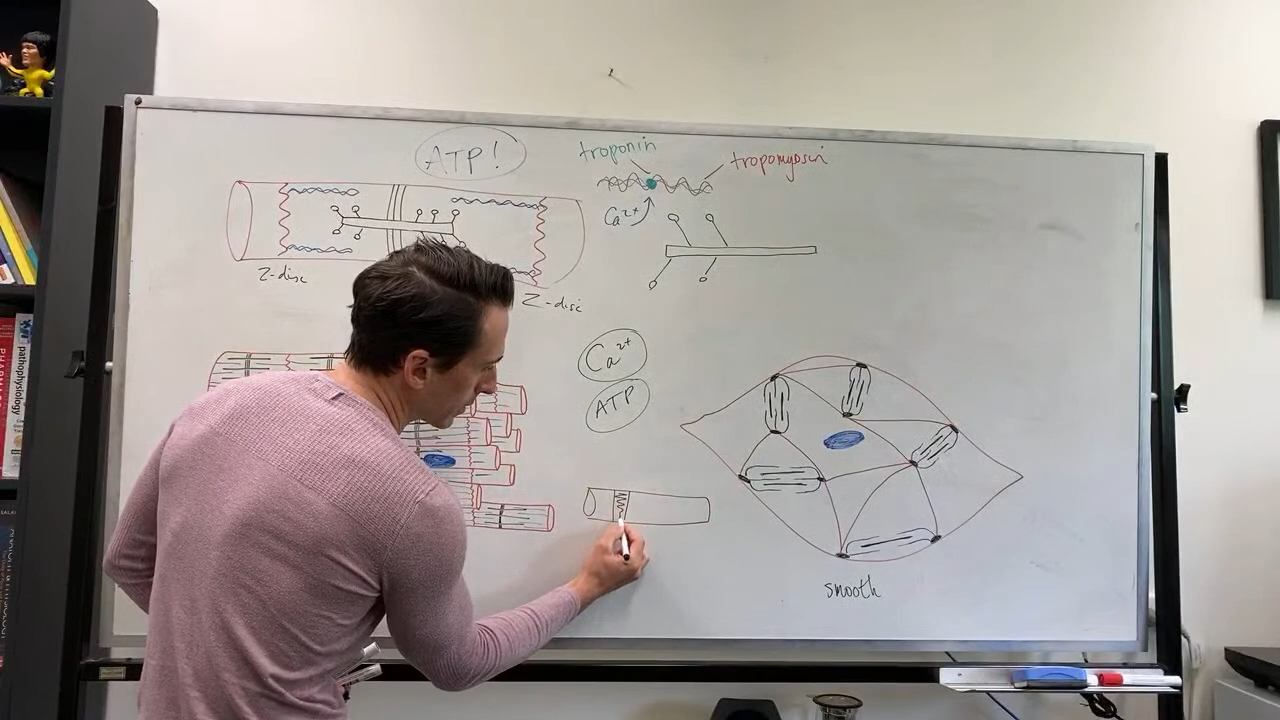 ATP!
troponin
tropomyosin
Ca²⁺
Z-disc
Z-disc
Ca²⁺
ATP
smooth
pathophysiology